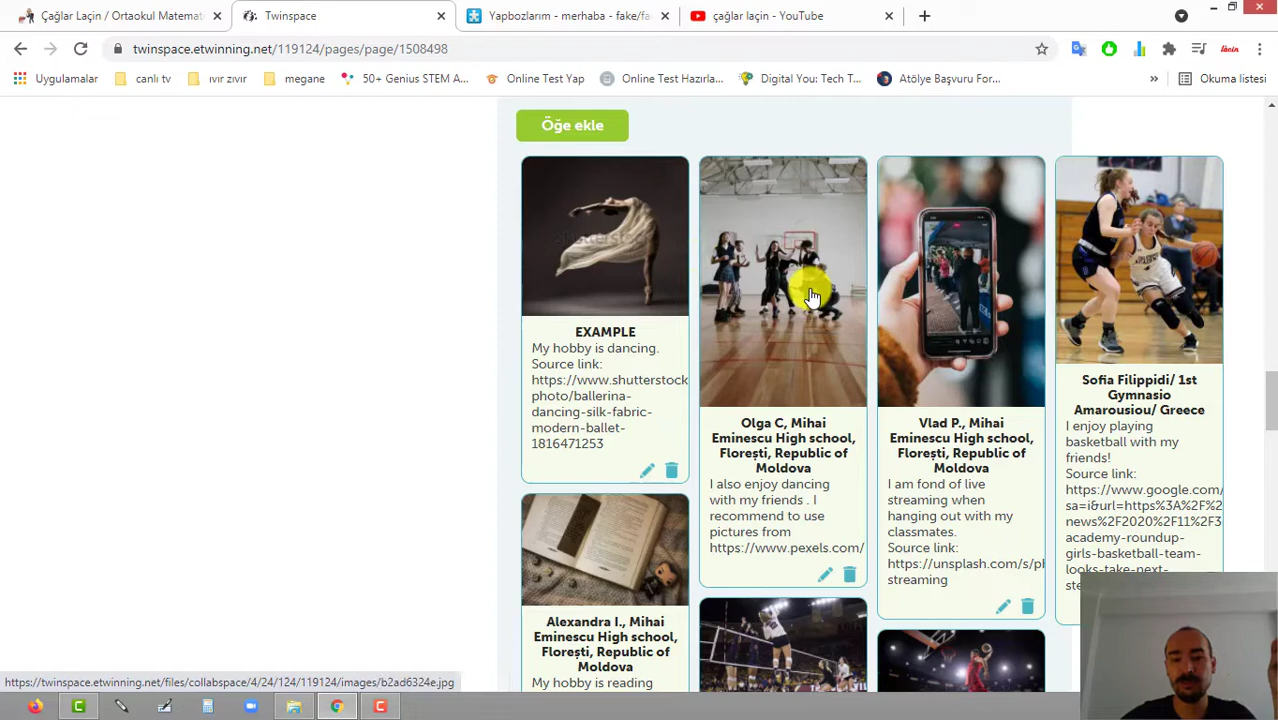 Çağlar Laçin / Ortaokul Matemati
Twinspace
Yapbozlarım - merhaba - fake/fa
çağlar laçin - YouTube
twinspace.etwinning.net/119124/pages/page/1508498
Uygulamalar
canlı tv
ıvır zıvır
megane
50+ Genius STEM A...
Online Test Yap
Online Test Hazırla...
Digital You: Tech T...
Atölye Başvuru For...
»
Okuma listesi
Öğe ekle
EXAMPLE
My hobby is dancing.
Source link:
https://www.shutterstock
photo/ballerina-
dancing-silk-fabric-
modern-ballet-
1816471253
Olga C, Mihai
Eminescu High school,
Florești, Republic of
Moldova
I also enjoy dancing
with my friends . I
recommend to use
pictures from
https://www.pexels.com/
Vlad P., Mihai
Eminescu High school,
Florești, Republic of
Moldova
I am fond of live
streaming when
hanging out with my
classmates.
Source link:
https://unsplash.com/s/ph
streaming
Sofia Filippidi/ 1st
Gymnasio
Amarousiou/ Greece
I enjoy playing
basketball with my
friends!
Source link:
https://www.google.com/
sa=i&url=https%3A%2F%2
news%2F2020%2F11%2F3
academy-roundup-
girls-basketball-team-
looks-take-next-
Alexandra I., Mihai
Eminescu High school,
Florești, Republic of
Moldova
My hobby is reading
https://twinspace.etwinning.net/files/collabspace/4/24/124/119124/images/b2ad6324e.jpg